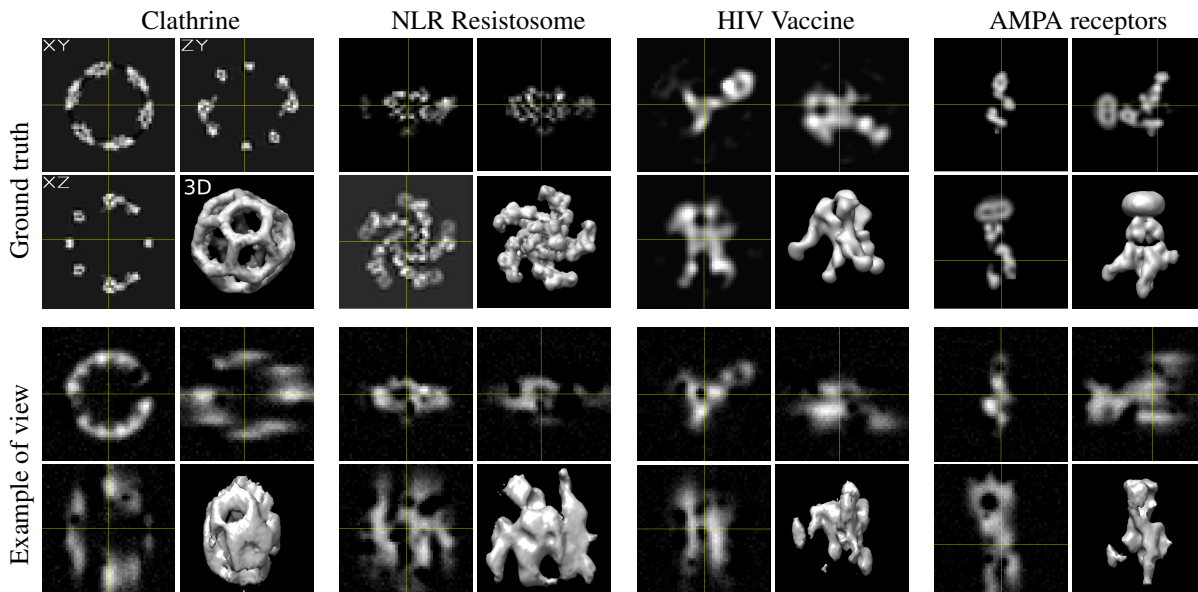 Clathrine NLR Resistosome HIV Vaccine AMPA receptors
Ground truth
XY
ZY
XZ
3D
Example of view